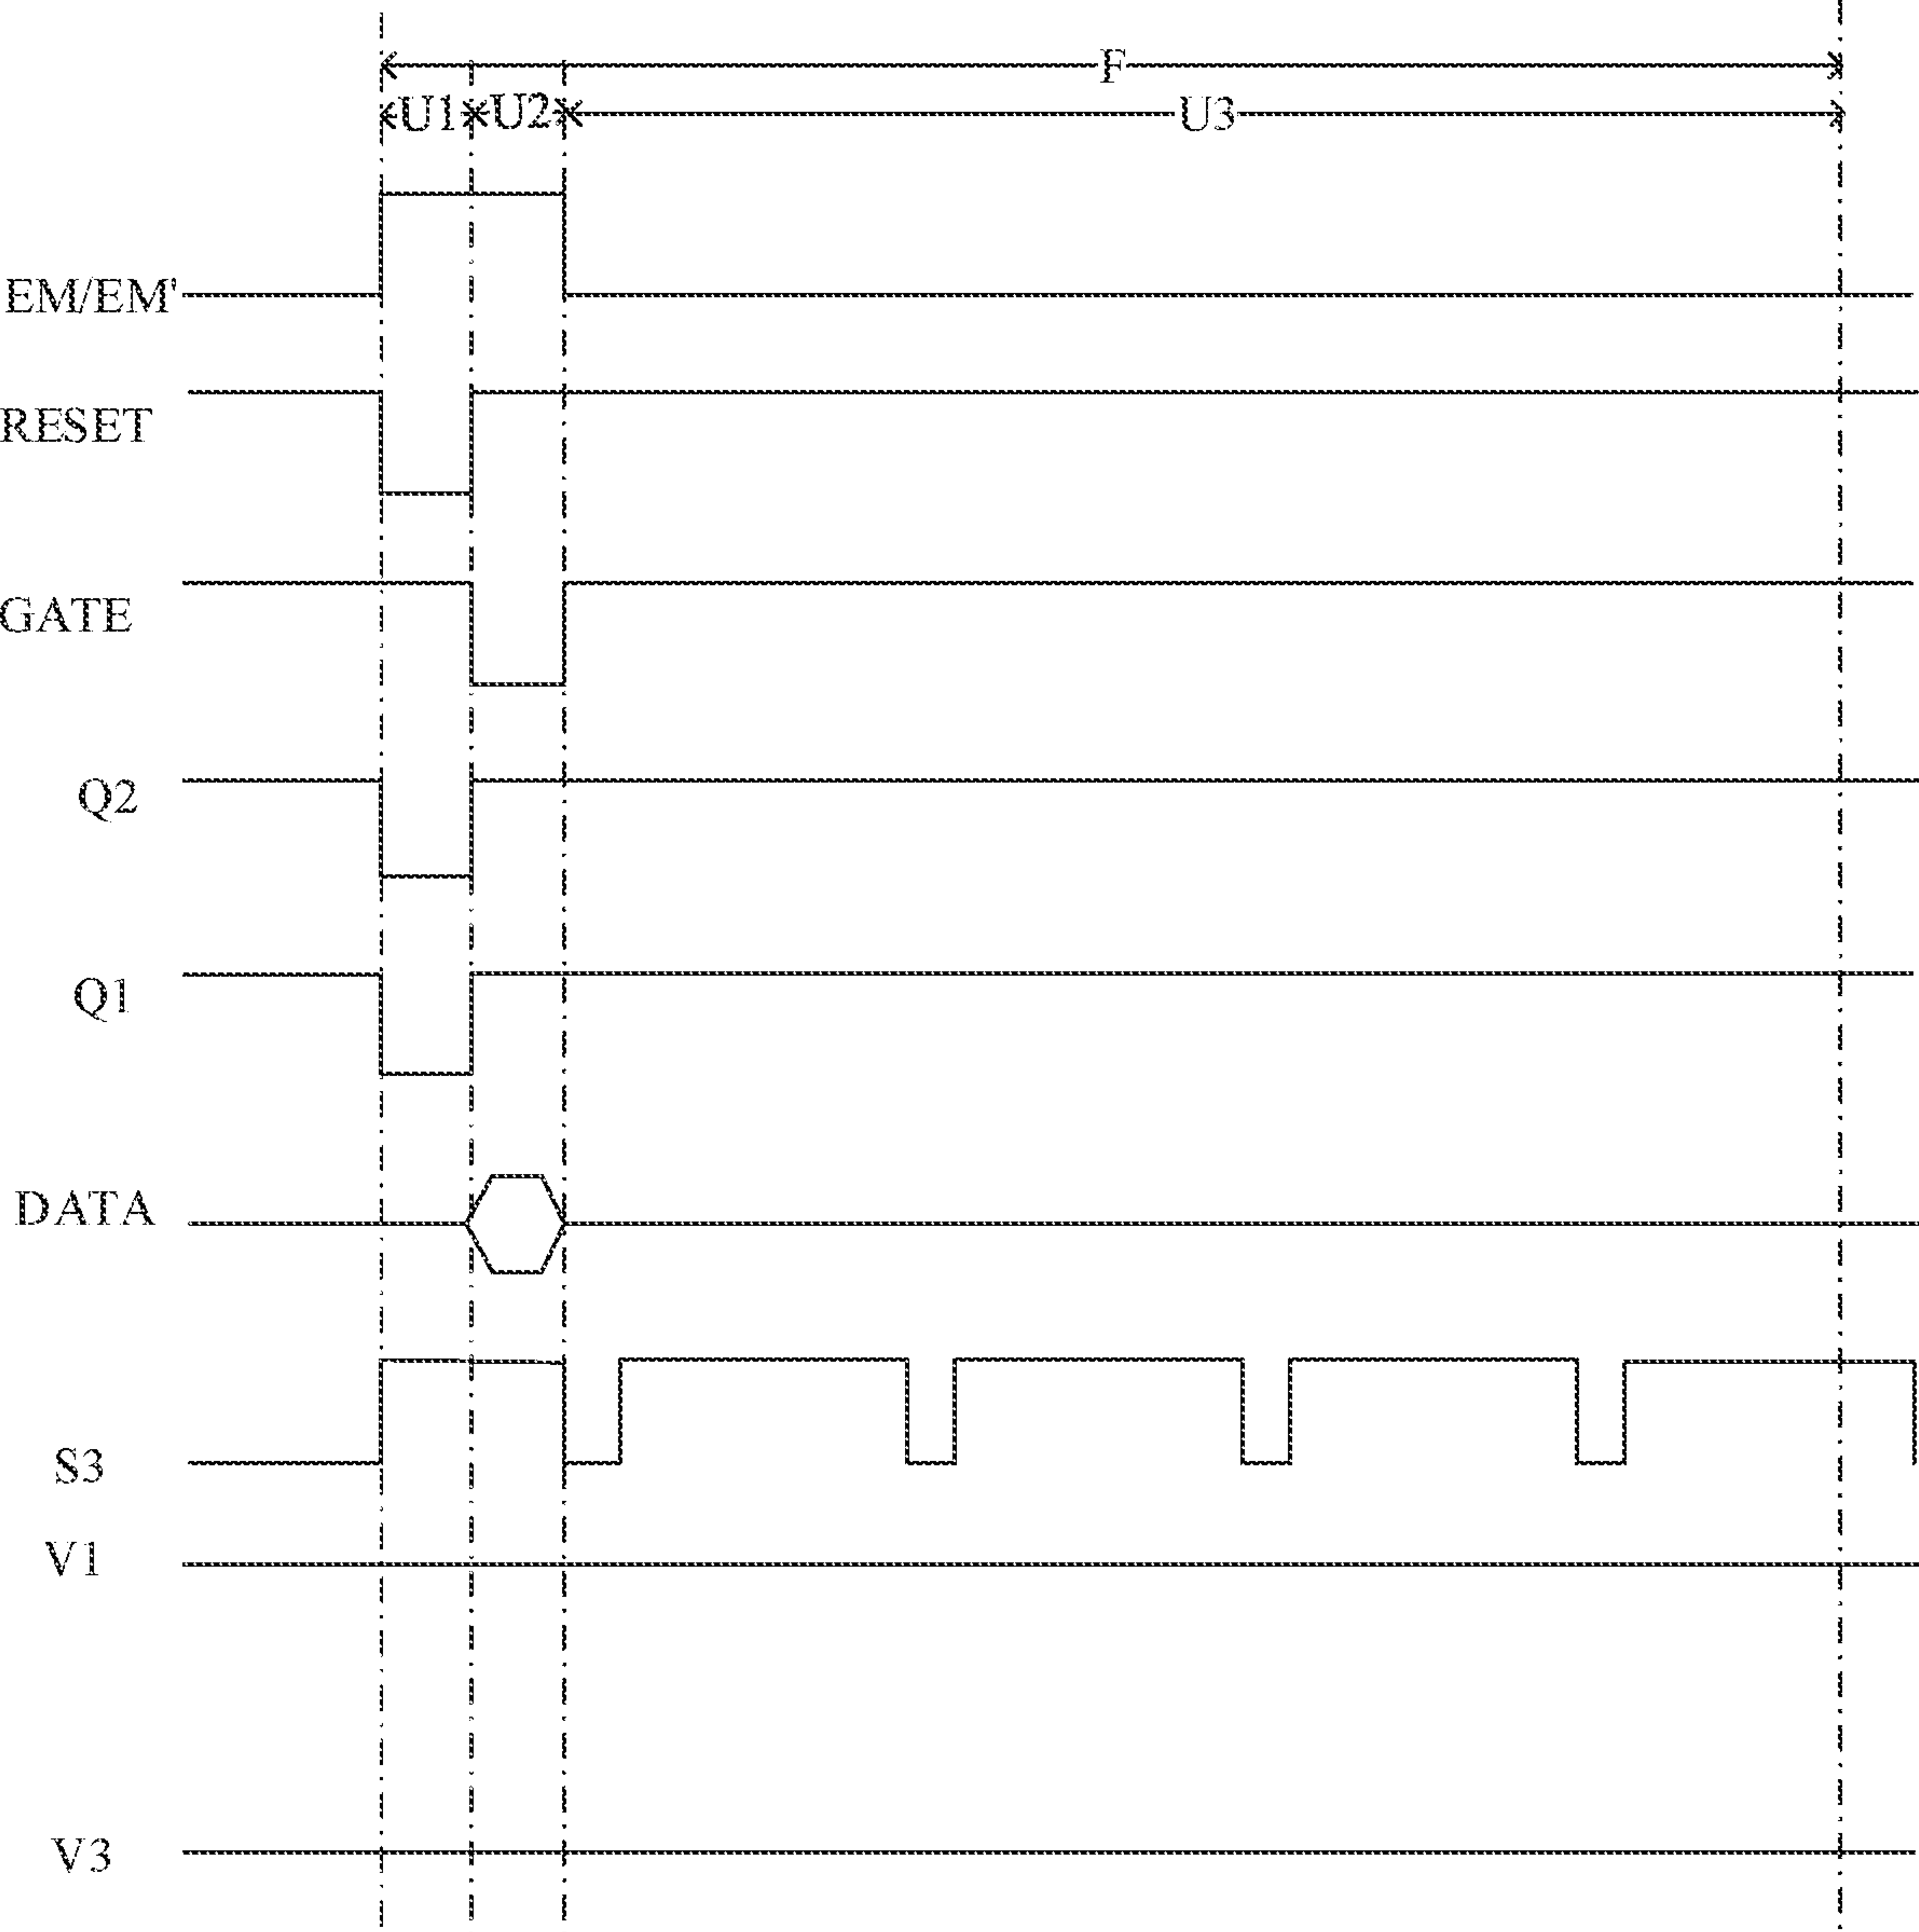 F
U1 U2 U3
EM/EM'
RESET
GATE
Q2
Q1
DATA
S3
V1
V3